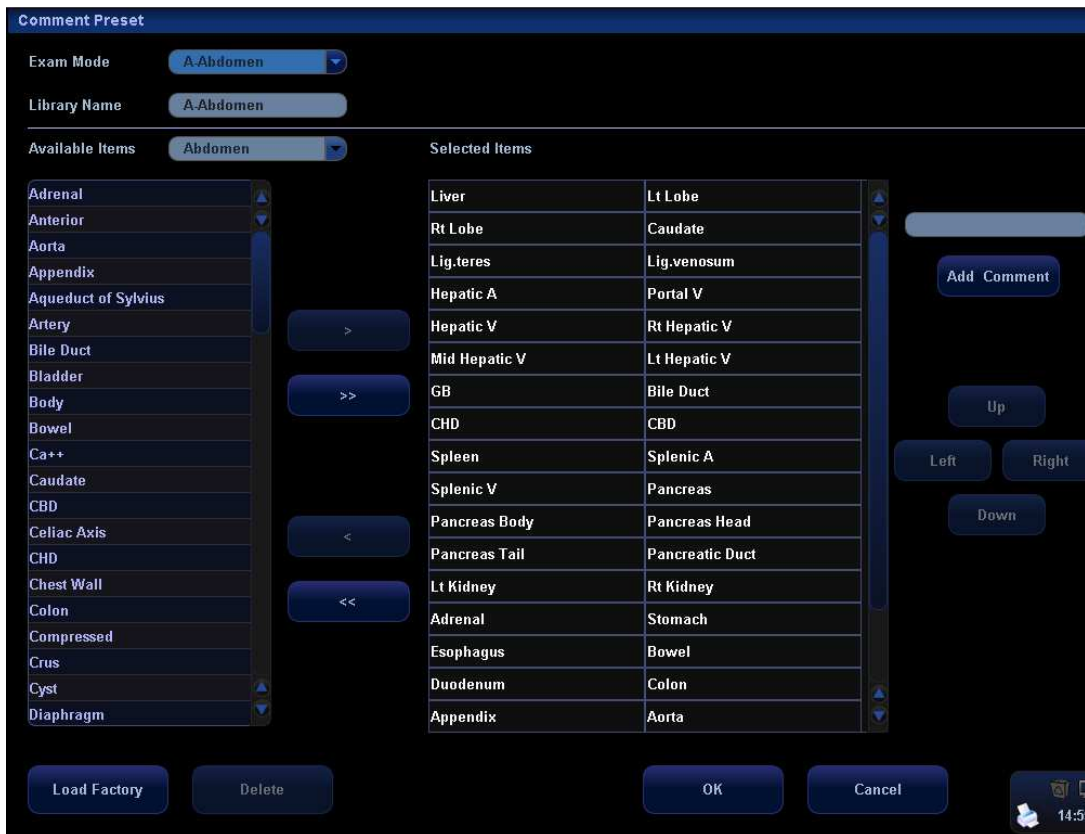 Comment Preset
Exam Mode A-Abdomen
Library Name A-Abdomen
Available Items Abdomen
Selected Items
Adrenal
Anterior
Aorta
Appendix
Aqueduct of Sylvius
Artery
Bile Duct
Bladder
Body
Bowel
Ca++
Caudate
CBD
Celiac Axis
CHD
Chest Wall
Colon
Compressed
Crus
Cyst
Diaphragm
>
>>
<
<<
Liver Lt Lobe
Rt Lobe Caudate
Lig.teres Lig.venosum
Hepatic A Portal V
Hepatic V Rt Hepatic V
Mid Hepatic V Lt Hepatic V
GB Bile Duct
CHD CBD
Spleen Splenic A
Splenic V Pancreas
Pancreas Body Pancreas Head
Pancreas Tail Pancreatic Duct
Lt Kidney Rt Kidney
Adrenal Stomach
Esophagus Bowel
Duodenum Colon
Appendix Aorta
Add Comment
Up
Left Right
Down
Load Factory Delete OK Cancel